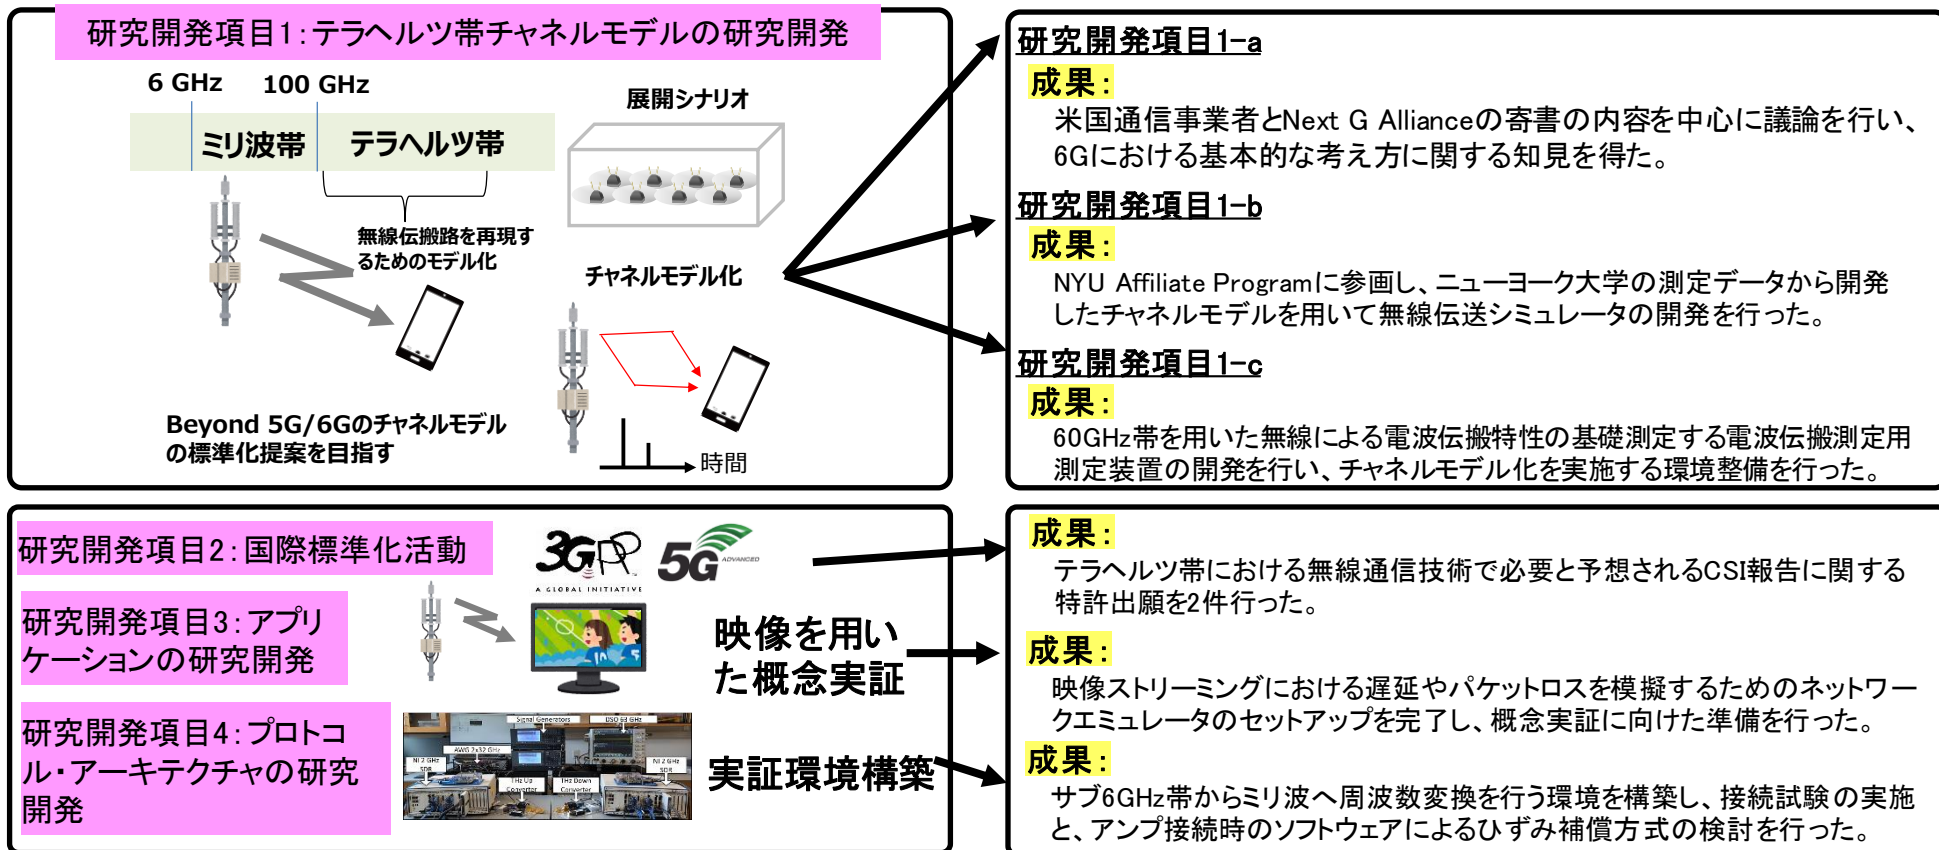 研究開発項目1：テラヘルツ帯チャネルモデルの研究開発
6 GHz
100 GHz
ミリ波帯
テラヘルツ帯
展開シナリオ
無線伝搬路を再現す
るためのモデル化
チャネルモデル化
Beyond 5G/6Gのチャネルモデル
の標準化提案を目指す
時間
研究開発項目1-a
成果：
米国通信事業者とNext G Allianceの寄書の内容を中心に議論を行い、
6Gにおける基本的な考え方に関する知見を得た。
研究開発項目1-b
成果：
NYU Affiliate Programに参画し、ニューヨーク大学の測定データから開発
したチャネルモデルを用いて無線伝送シミュレータの開発を行った。
研究開発項目1-c
成果：
60GHz帯を用いた無線による電波伝搬特性の基礎測定する電波伝搬測定用
測定装置の開発を行い、チャネルモデル化を実施する環境整備を行った。
研究開発項目2：国際標準化活動
3GPP
A GLOBAL INITIATIVE
5G ADVANCED
研究開発項目3：アプリ
ケーションの研究開発
映像を用い
た概念実証
研究開発項目4：プロトコ
ル・アーキテクチャの研究
開発
Signal Generators
DSO 63 GHz
AWG 2x32 GHz
NI 2 GHz
SDR
THz Up
Converter
THz Down
Converter
NI 2 GHz
SDR
実証環境構築
成果：
テラヘルツ帯における無線通信技術で必要と予想されるCSI報告に関する
特許出願を2件行った。
成果：
映像ストリーミングにおける遅延やパケットロスを模擬するためのネットワー
クエミュレータのセットアップを完了し、概念実証に向けた準備を行った。
成果：
サブ6GHz帯からミリ波へ周波数変換を行う環境を構築し、接続試験の実施
と、アンプ接続時のソフトウェアによるひずみ補償方式の検討を行った。